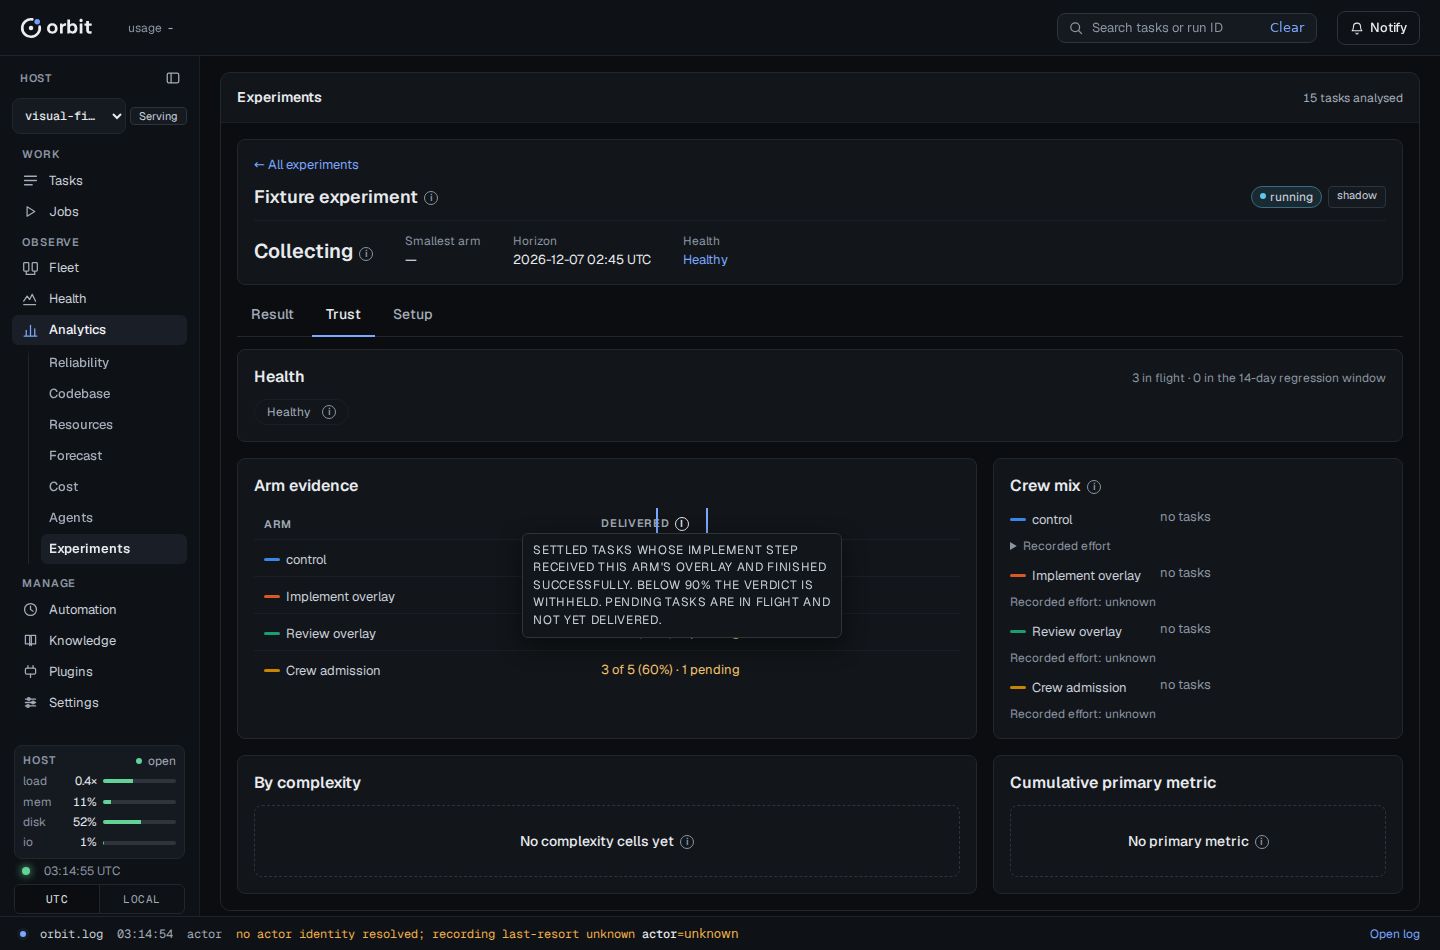 orbit
usage -
Search tasks or run ID
Clear
Notify
HOST
visual-fi…
Serving
WORK
Tasks
Jobs
OBSERVE
Fleet
Health
Analytics
Reliability
Codebase
Resources
Forecast
Cost
Agents
Experiments
MANAGE
Automation
Knowledge
Plugins
Settings
HOST
open
load 0.4×
mem 11%
disk 52%
io 1%
03:14:55 UTC
UTC
LOCAL
Experiments
15 tasks analysed
← All experiments
Fixture experiment
running
shadow
Collecting
Smallest arm
—
Horizon
2026-12-07 02:45 UTC
Health
Healthy
Result
Trust
Setup
Health
3 in flight · 0 in the 14-day regression window
Healthy
Arm evidence
ARM
DELIVERED
control
Implement overlay
Review overlay
Crew admission
3 of 5 (60%) · 1 pending
SETTLED TASKS WHOSE IMPLEMENT STEP
RECEIVED THIS ARM'S OVERLAY AND FINISHED
SUCCESSFULLY. BELOW 90% THE VERDICT IS
WITHHELD. PENDING TASKS ARE IN FLIGHT AND
NOT YET DELIVERED.
Crew mix
control
no tasks
Recorded effort
Implement overlay
no tasks
Recorded effort: unknown
Review overlay
no tasks
Recorded effort: unknown
Crew admission
no tasks
Recorded effort: unknown
By complexity
No complexity cells yet
Cumulative primary metric
No primary metric
orbit.log 03:14:54 actor no actor identity resolved; recording last-resort unknown actor=unknown
Open log